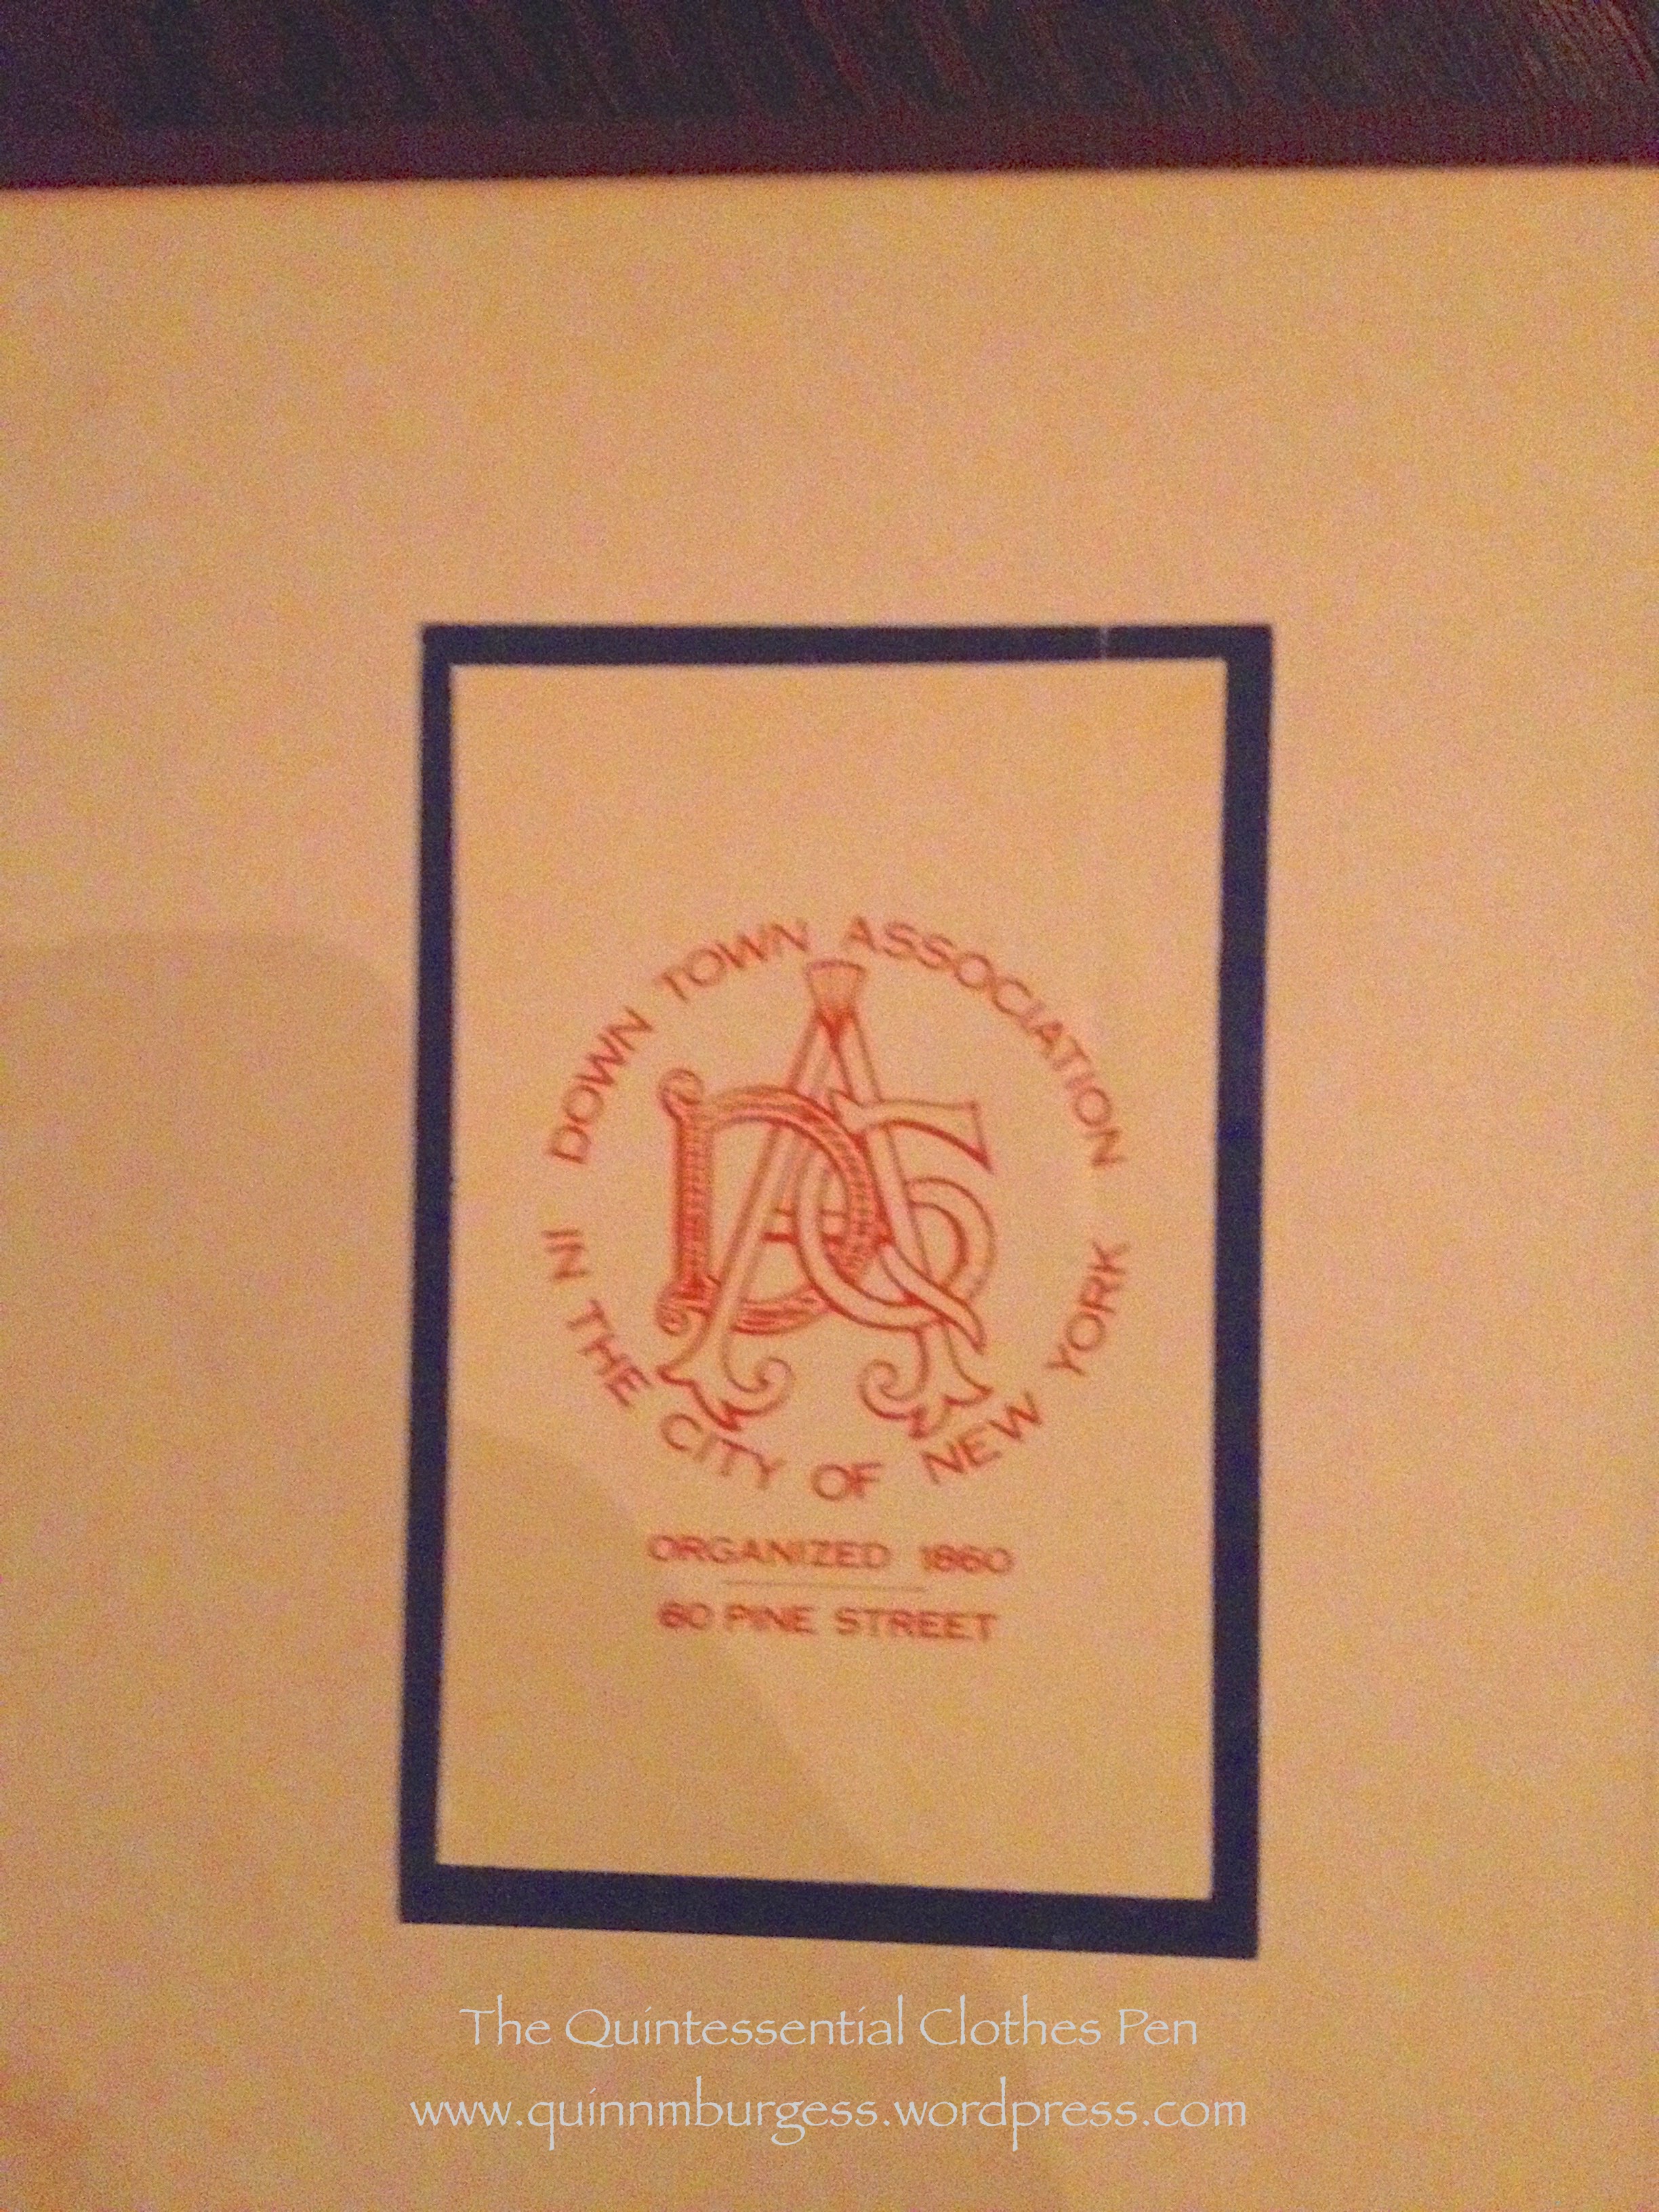 DOWN TOWN ASSOCIATION
IN THE CITY OF NEW YORK
ORGANIZED 1860
60 PINE STREET
The Quintessential Clothes Pen
www.quinnmburgess.wordpress.com